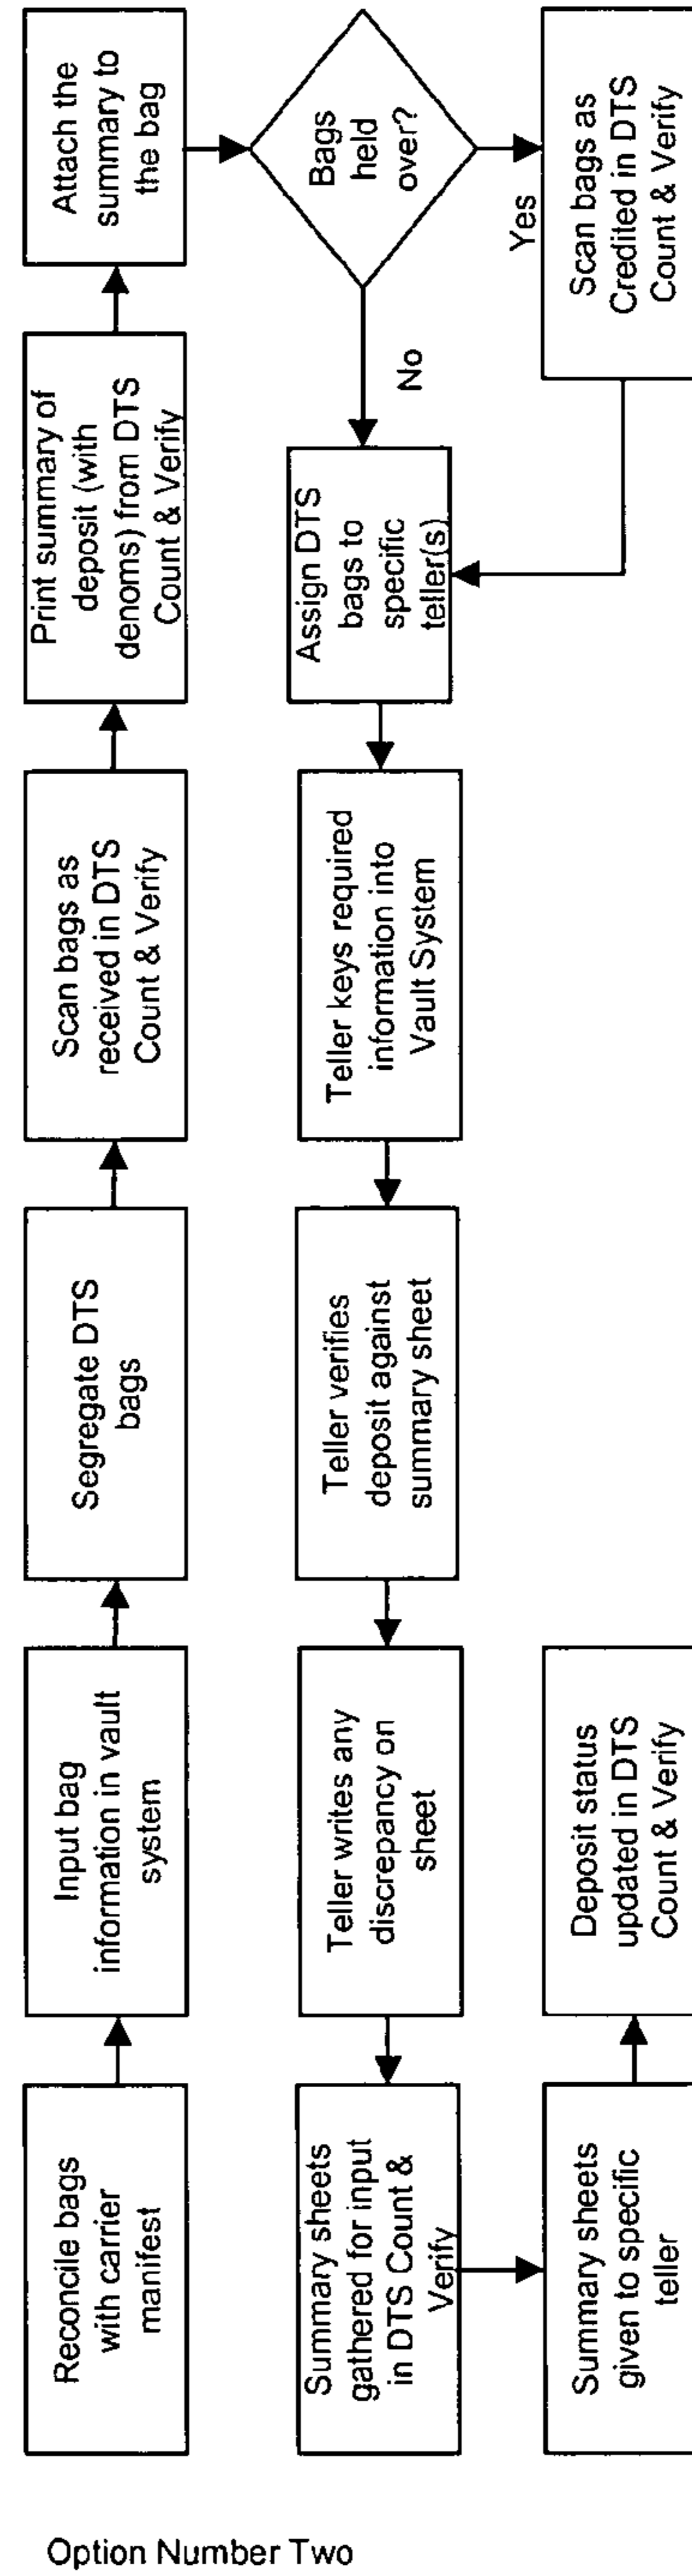 Option Number Two
Reconcile bags
with carrier
manifest
Input bag
information in vault
system
Segregate DTS
bags
Scan bags as
received in DTS
Count & Verify
Print summary of
deposit (with
denoms) from DTS
Count & Verify
Attach the
summary to
the bag
Bags
held
over?
Yes
Scan bags as
Credited in DTS
Count & Verify
No
Assign DTS
bags to
specific
teller(s)
Teller keys required
information into
Vault System
Teller verifies
deposit against
summary sheet
Teller writes any
discrepancy on
sheet
Summary sheets
gathered for input
in DTS Count &
Verify
Summary sheets
given to specific
teller
Deposit status
updated in DTS
Count & Verify